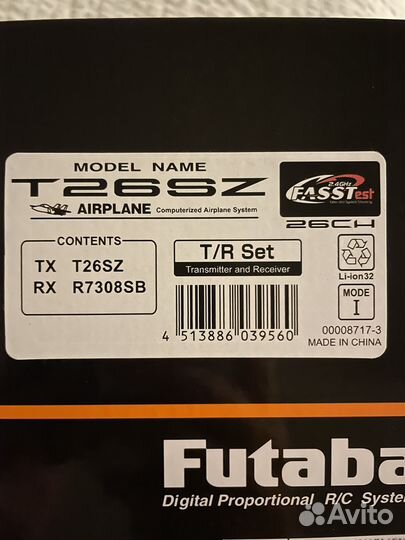 MODEL NAME
T26SZ
AIRPLANE Computerized Airplane System
2.4GHz
FASSTest
26CH
CONTENTS
TX T26SZ
RX R7308SB
T/R Set
Transmitter and Receiver
Li-ion32
MODE
I
4 513886 039560
00008717-3
MADE IN CHINA
Futaba
Digital Proportional R/C System
Avito